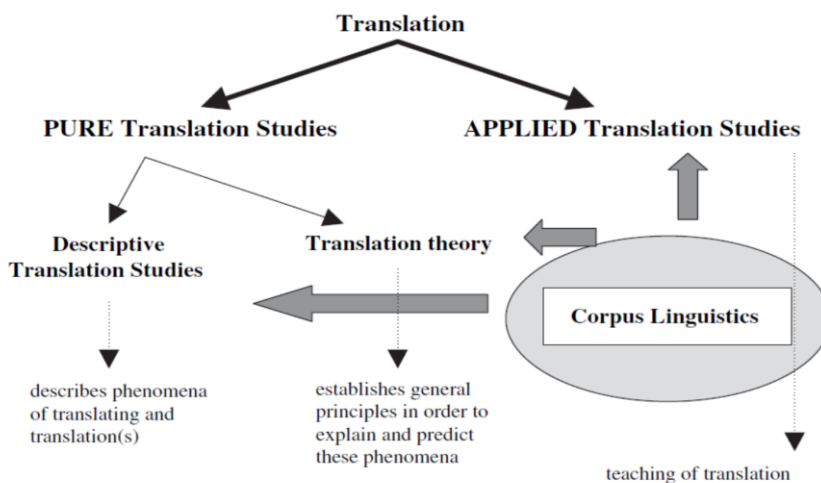 Translation
PURE Translation Studies
APPLIED Translation Studies
Descriptive
Translation Studies
Translation theory
Corpus Linguistics
describes phenomena
of translating and
translation(s)
establishes general
principles in order to
explain and predict
these phenomena
teaching of translation